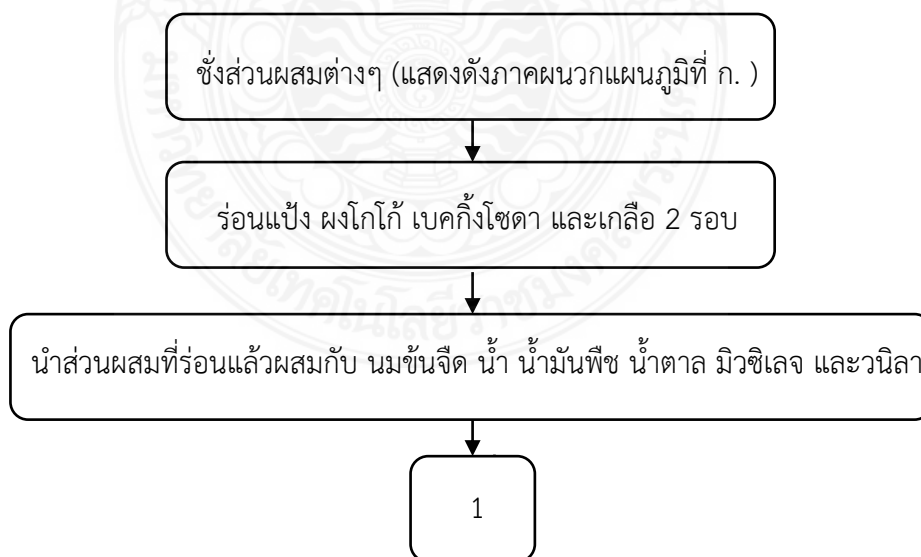 ชั่งส่วนผสมต่างๆ (แสดงดังภาคผนวกแผนภูมิที่ ก. )
ร่อนแป้ง ผงโกโก้ เบคกิ้งโซดา และเกลือ 2 รอบ
นำส่วนผสมที่ร่อนแล้วผสมกับ นมข้นจืด น้ำ น้ำมันพืช น้ำตาล มิวซิเลจ และวนิลา
1